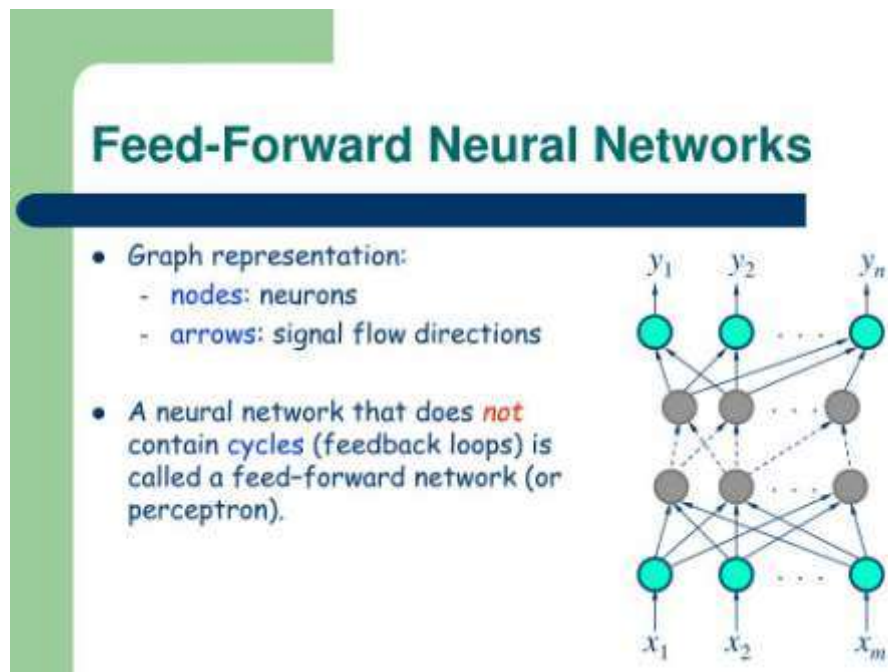 Feed-Forward Neural Networks
● Graph representation:
- nodes: neurons
- arrows: signal flow directions
● A neural network that does not
contain cycles (feedback loops) is
called a feed-forward network (or
perceptron).
y₁ y₂ yₙ
. . .
. . .
. . .
. . .
x₁ x₂ xₘ